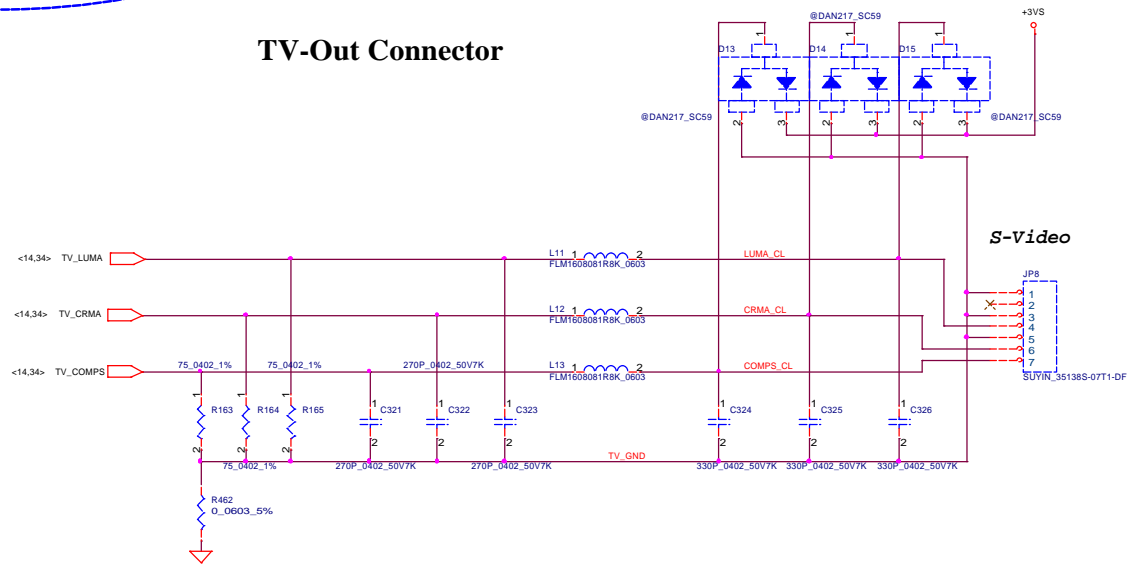 @DAN217_SC59
+3VS
TV-Out Connector
1
1
1
D13
D14
D15
@DAN217_SC59
2
3
2
3
2
3
@DAN217_SC59
S-Video
<14,34> TV_LUMA
L11 1 2
FLM1608081R8K_0603
LUMA_CL
JP8
1
2
3
4
5
6
7
SUYIN_35138S-07T1-DF
<14,34> TV_CRMA
L12 1 2
FLM1608081R8K_0603
CRMA_CL
<14,34> TV_COMPS
75_0402_1%
75_0402_1%
270P_0402_50V7K
L13 1 2
FLM1608081R8K_0603
COMPS_CL
1
R163
2
1
R164
2
1
R165
2
1
C321
2
1
C322
2
1
C323
2
1
C324
2
1
C325
2
1
C326
2
TV_GND
75_0402_1%
270P_0402_50V7K
270P_0402_50V7K
330P_0402_50V7K
330P_0402_50V7K
330P_0402_50V7K
1
R462
0_0603_5%
2